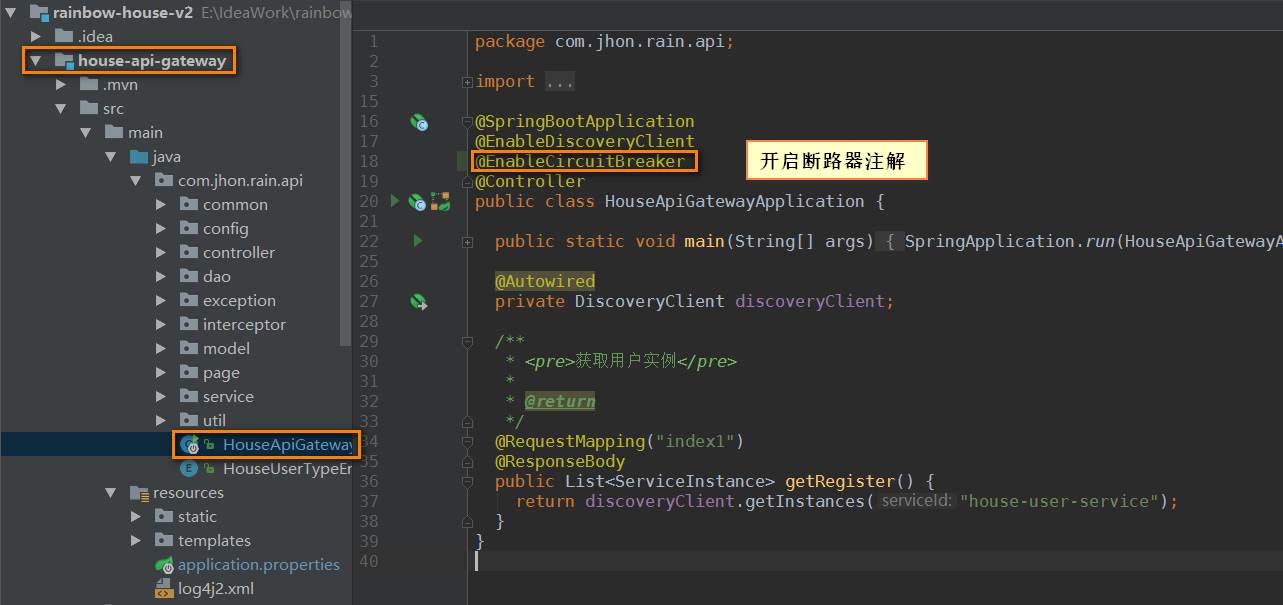 rainbow-house-v2 E:\IdeaWork\rainbow
.idea
house-api-gateway
.mvn
src
main
java
com.jhon.rain.api
common
config
controller
dao
exception
interceptor
model
page
service
util
HouseApiGateway
HouseUserTypeEn
resources
static
templates
application.properties
log4j2.xml
1 package com.jhon.rain.api;
2
3 import ...
15
16 @SpringBootApplication
17 @EnableDiscoveryClient
18 @EnableCircuitBreaker
开启断路器注解
19 @Controller
20 public class HouseApiGatewayApplication {
21
22 public static void main(String[] args) { SpringApplication.run(HouseApiGatewayA
25
26 @Autowired
27 private DiscoveryClient discoveryClient;
28
29 /**
30 * <pre>获取用户实例</pre>
31 *
32 * @return
33 */
34 @RequestMapping("index1")
35 @ResponseBody
36 public List<ServiceInstance> getRegister() {
37 return discoveryClient.getInstances( serviceId: "house-user-service");
38 }
39 }
40